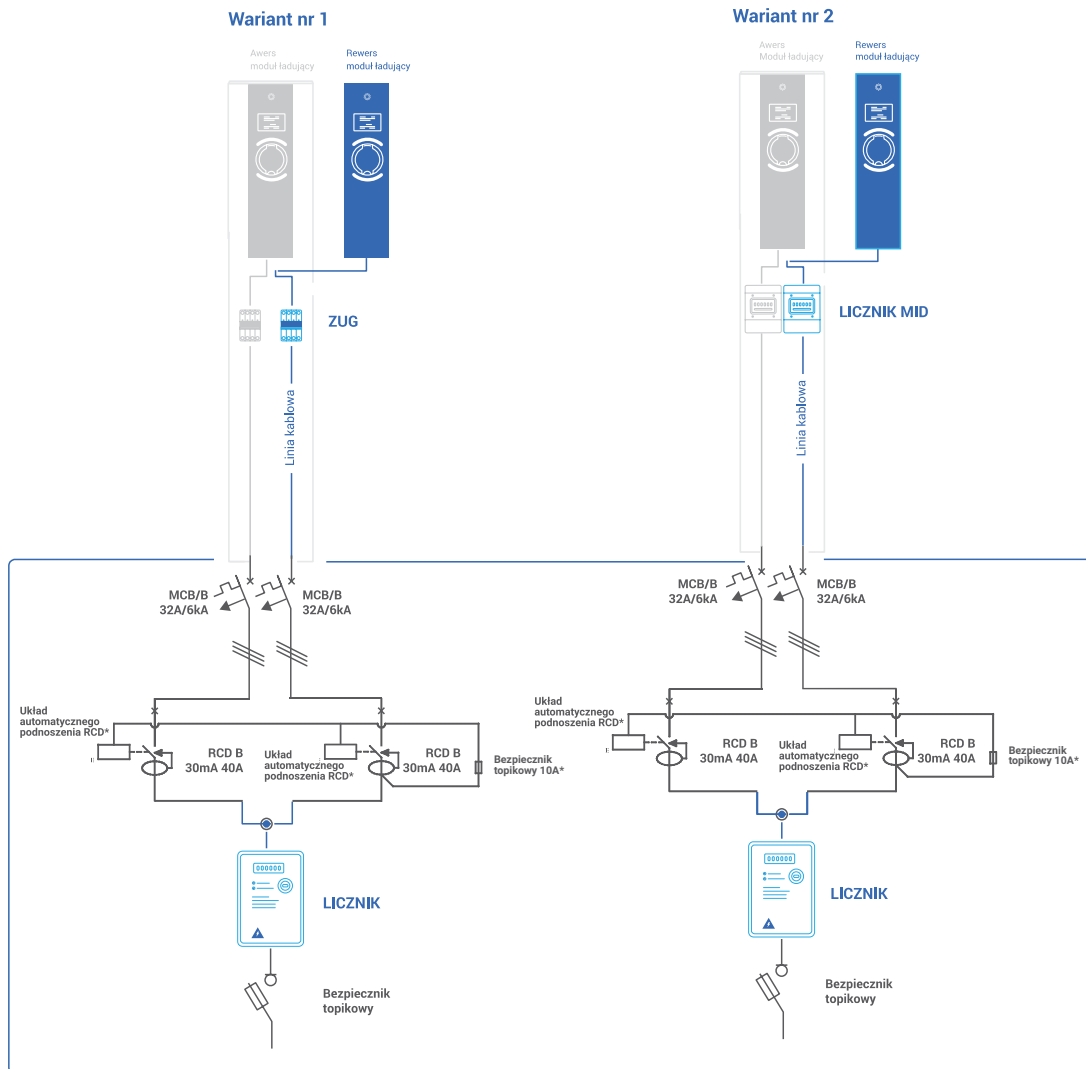 Wariant nr 1
Awers
moduł ładujący
Rewers
moduł ładujący
ZUG
Linia kablowa
MCB/B
32A/6kA
MCB/B
32A/6kA
Układ
automatycznego
podnoszenia RCD*
RCD B
30mA 40A
Układ
automatycznego
podnoszenia RCD*
RCD B
30mA 40A
Bezpiecznik
topikowy 10A*
000000
LICZNIK
Bezpiecznik
topikowy
Wariant nr 2
Awers
Moduł ładujący
Rewers
moduł ładujący
LICZNIK MID
Linia kablowa
MCB/B
32A/6kA
MCB/B
32A/6kA
Układ
automatycznego
podnoszenia RCD*
RCD B
30mA 40A
Układ
automatycznego
podnoszenia RCD*
RCD B
30mA 40A
Bezpiecznik
topikowy 10A*
000000
LICZNIK
Bezpiecznik
topikowy